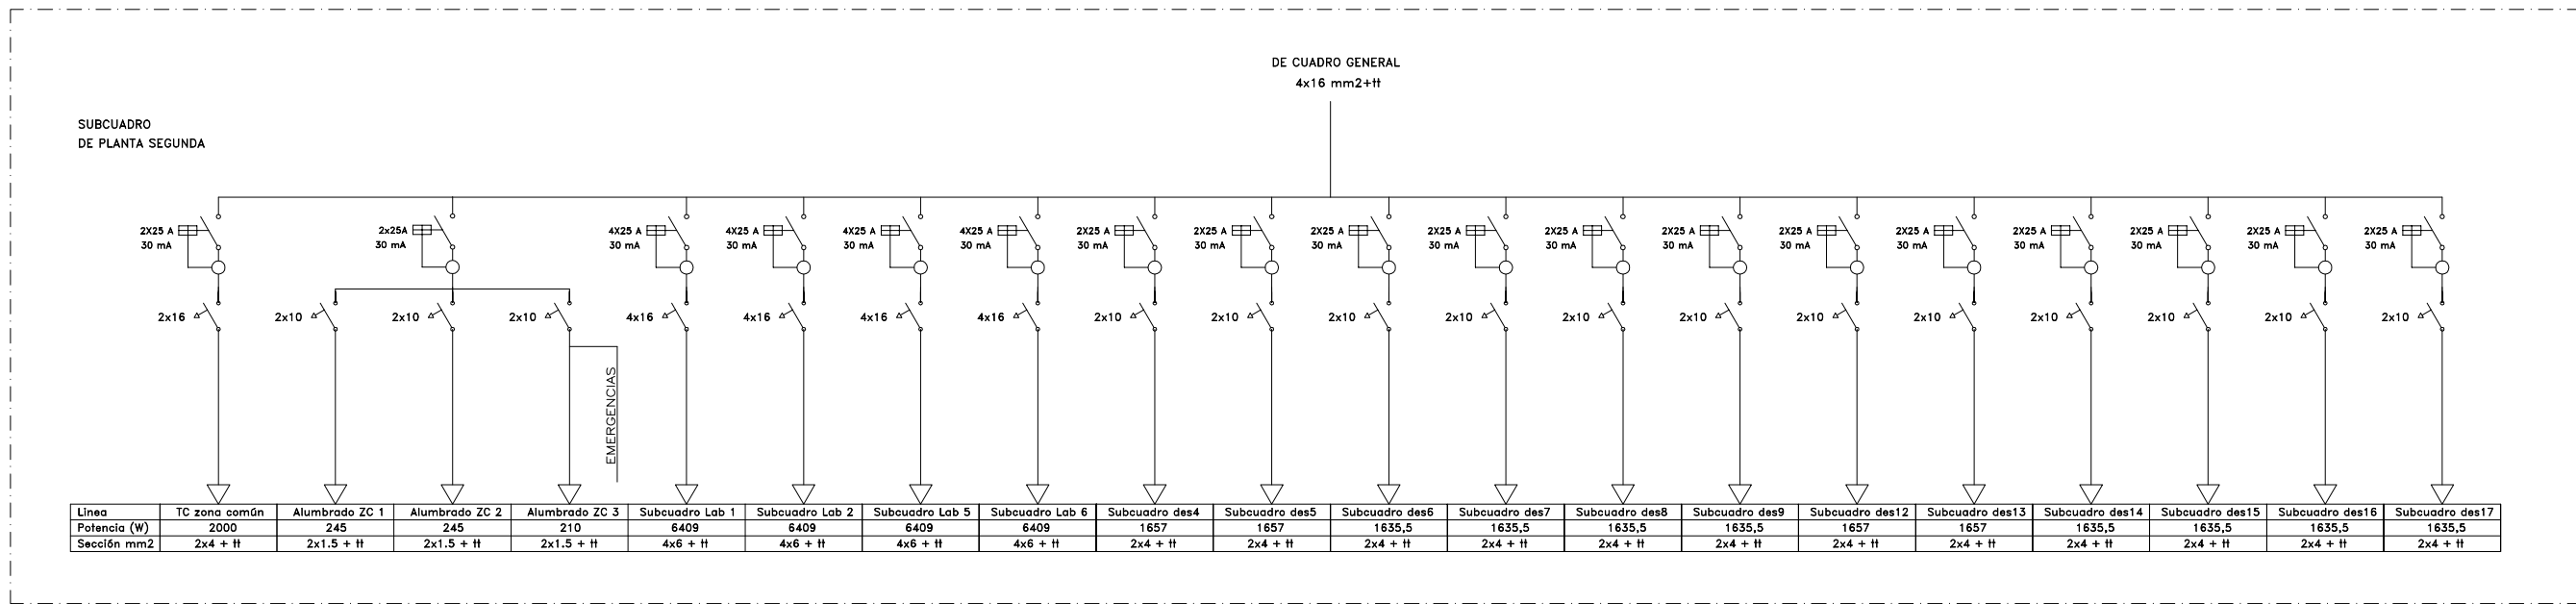 DE CUADRO GENERAL
4x16 mm2+tt
SUBCUADRO
DE PLANTA SEGUNDA
2X25 A 2x25A 4X25 A 4X25 A 4X25 A 4X25 A 2X25 A 2X25 A 2X25 A 2X25 A 2X25 A 2X25 A 2X25 A 2X25 A 2X25 A 2X25 A 2X25 A 2X25 A
30 mA 30 mA 30 mA 30 mA 30 mA 30 mA 30 mA 30 mA 30 mA 30 mA 30 mA 30 mA 30 mA 30 mA 30 mA 30 mA 30 mA 30 mA
2x16 2x10 2x10 2x10 4x16 4x16 4x16 4x16 2x10 2x10 2x10 2x10 2x10 2x10 2x10 2x10 2x10 2x10 2x10 2x10
EMERGENCIAS
Linea TC zona común Alumbrado ZC 1 Alumbrado ZC 2 Alumbrado ZC 3 Subcuadro Lab 1 Subcuadro Lab 2 Subcuadro Lab 5 Subcuadro Lab 6 Subcuadro des4 Subcuadro des5 Subcuadro des6 Subcuadro des7 Subcuadro des8 Subcuadro des9 Subcuadro des12 Subcuadro des13 Subcuadro des14 Subcuadro des15 Subcuadro des16 Subcuadro des17
Potencia (W) 2000 245 245 210 6409 6409 6409 6409 1657 1657 1635,5 1635,5 1635,5 1635,5 1657 1657 1635,5 1635,5 1635,5 1635,5
Sección mm2 2x4 + tt 2x1.5 + tt 2x1.5 + tt 2x1.5 + tt 4x6 + tt 4x6 + tt 4x6 + tt 4x6 + tt 2x4 + tt 2x4 + tt 2x4 + tt 2x4 + tt 2x4 + tt 2x4 + tt 2x4 + tt 2x4 + tt 2x4 + tt 2x4 + tt 2x4 + tt 2x4 + tt